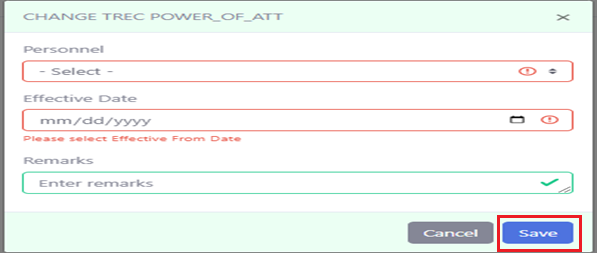 CHANGE TREC POWER_OF_ATT ×
Personnel
- Select -
Effective Date
mm/dd/yyyy
Please select Effective From Date
Remarks
Enter remarks
Cancel Save